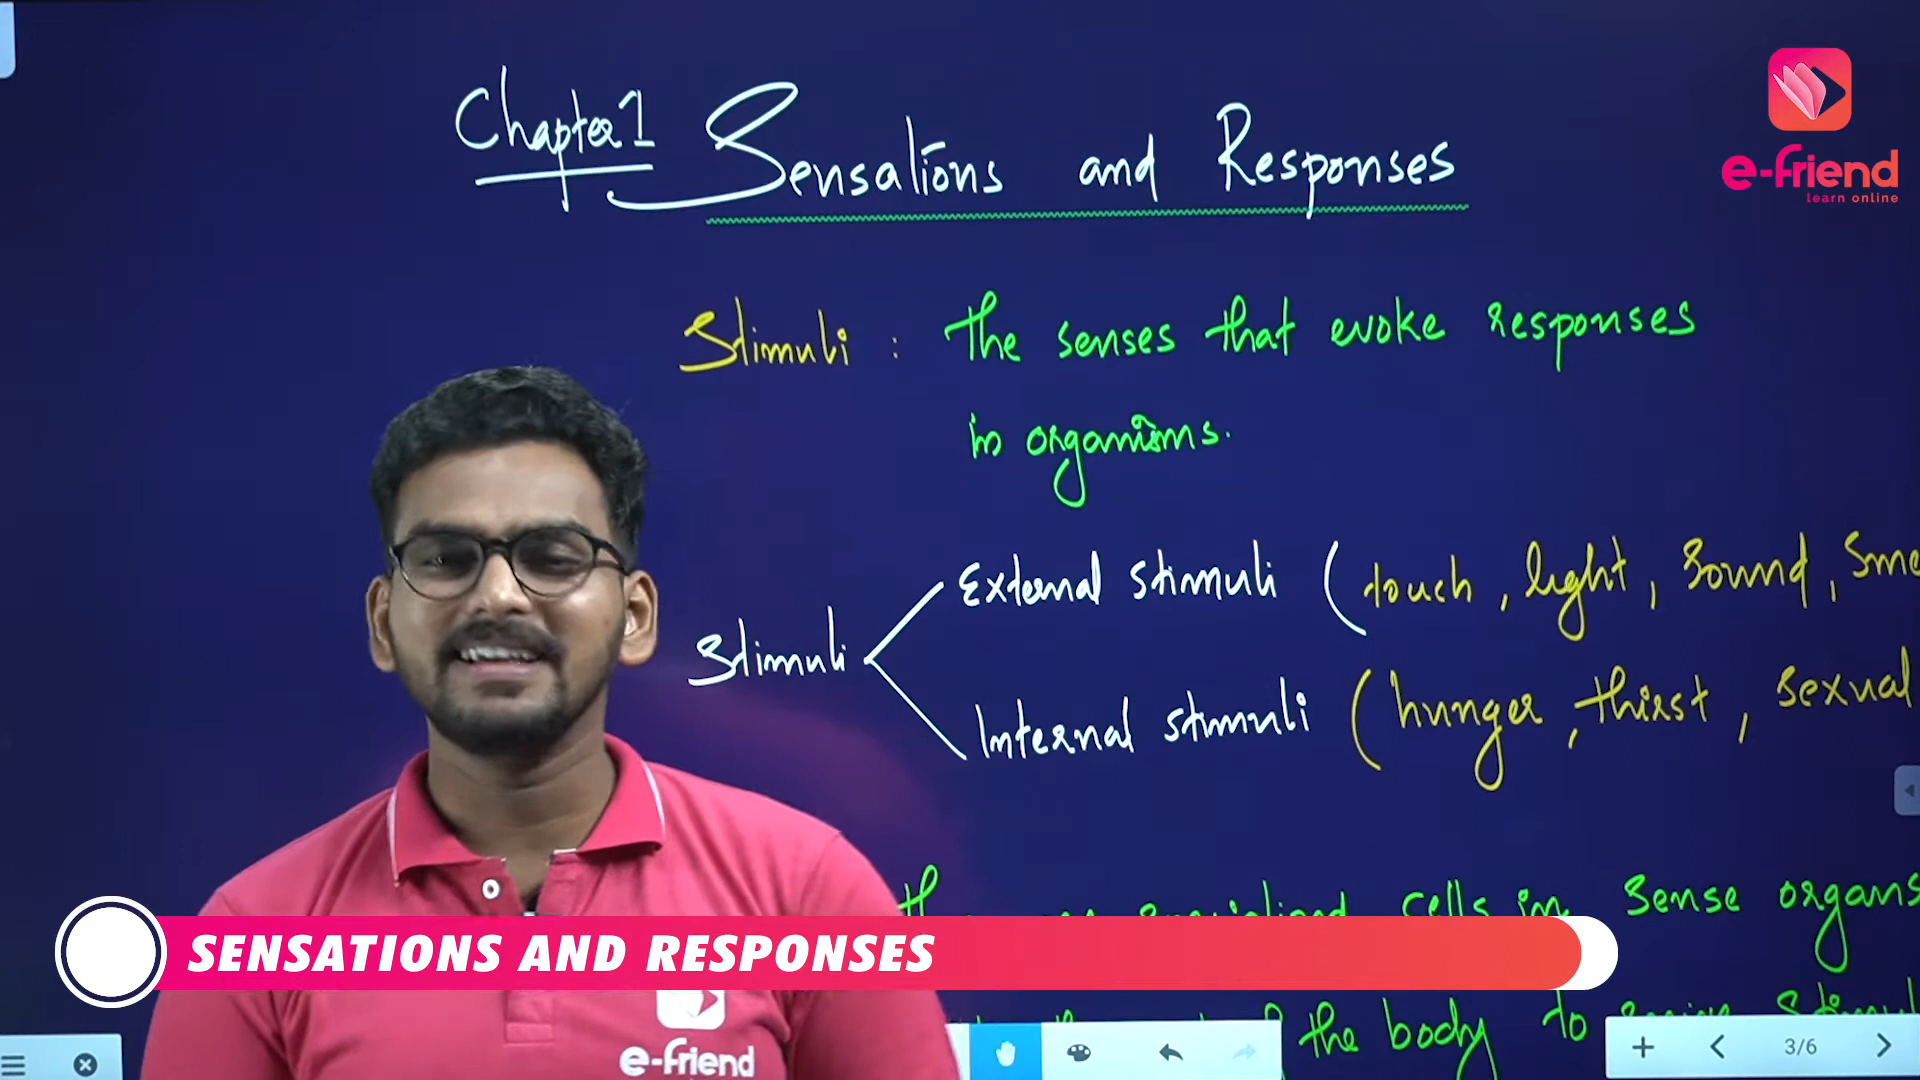 Chapter 1 Sensations and Responses
e-friend
learn online
Stimuli : The senses that evoke responses
in organisms.
External stimuli ( touch , light , sound , Sme
Stimuli
Internal stimuli ( hunger , thirst , sexual
cells in sense organs
SENSATIONS AND RESPONSES
the body to
e-friend
3/6